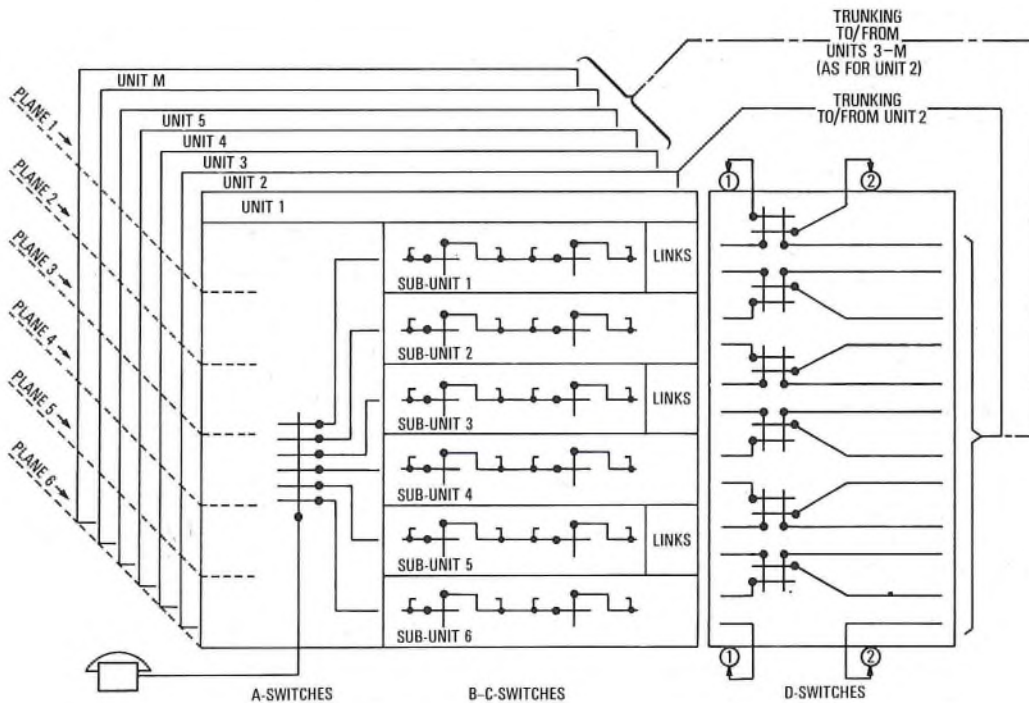 TRUNKING
TO/FROM
UNITS 3–M
(AS FOR UNIT 2)
TRUNKING
TO/FROM UNIT 2
PLANE 1
PLANE 2
PLANE 3
PLANE 4
PLANE 5
PLANE 6
UNIT M
UNIT 5
UNIT 4
UNIT 3
UNIT 2
UNIT 1
SUB-UNIT 1
LINKS
SUB-UNIT 2
SUB-UNIT 3
LINKS
SUB-UNIT 4
SUB-UNIT 5
LINKS
SUB-UNIT 6
1
2
1
2
A-SWITCHES
B–C-SWITCHES
D-SWITCHES